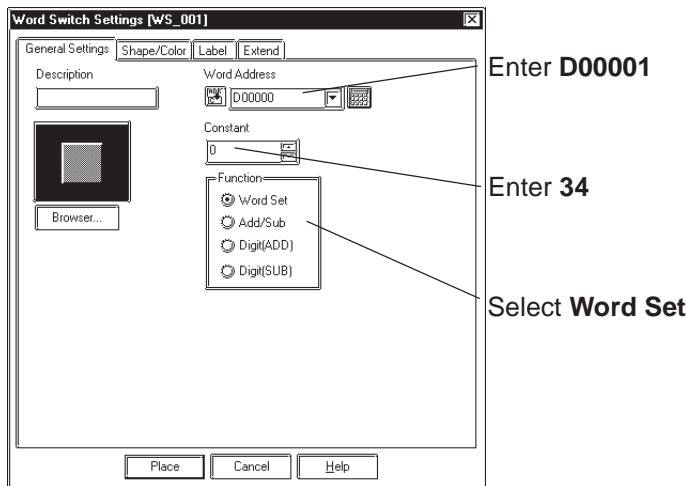 Word Switch Settings [WS_001]
General Settings Shape/Color Label Extend
Description Word Address
D00000
Enter D00001
Constant
0
Enter 34
Function
Word Set
Add/Sub
Digit(ADD)
Digit(SUB)
Browser...
Select Word Set
Place Cancel Help